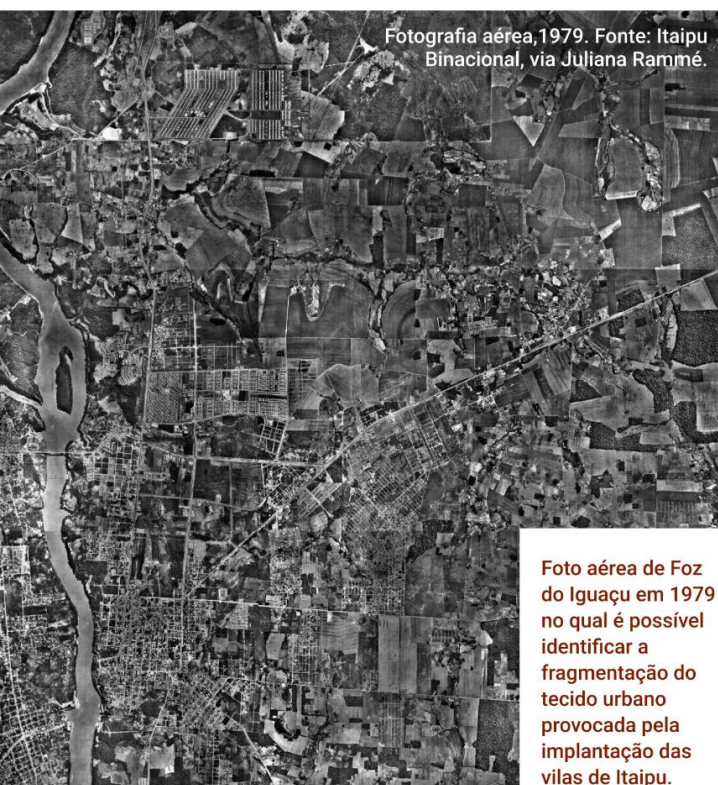 Fotografia aérea,1979. Fonte: Itaipu
Binacional, via Juliana Rammé.
Foto aérea de Foz
do Iguaçu em 1979
no qual é possível
identificar a
fragmentação do
tecido urbano
provocada pela
implantação das
vilas de Itaipu.